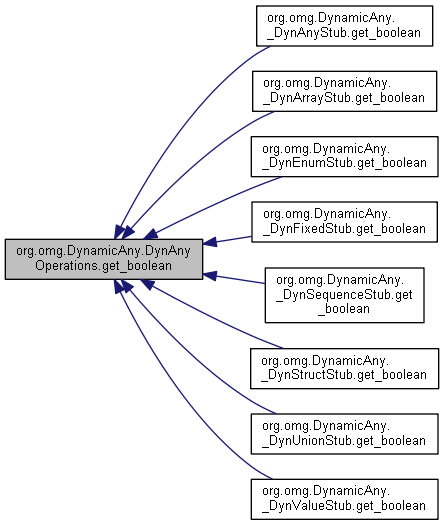 org.omg.DynamicAny.
_DynAnyStub.get_boolean
org.omg.DynamicAny.
_DynArrayStub.get_boolean
org.omg.DynamicAny.
_DynEnumStub.get_boolean
org.omg.DynamicAny.
_DynFixedStub.get_boolean
org.omg.DynamicAny.DynAny
Operations.get_boolean
org.omg.DynamicAny.
_DynSequenceStub.get
_boolean
org.omg.DynamicAny.
_DynStructStub.get_boolean
org.omg.DynamicAny.
_DynUnionStub.get_boolean
org.omg.DynamicAny.
_DynValueStub.get_boolean